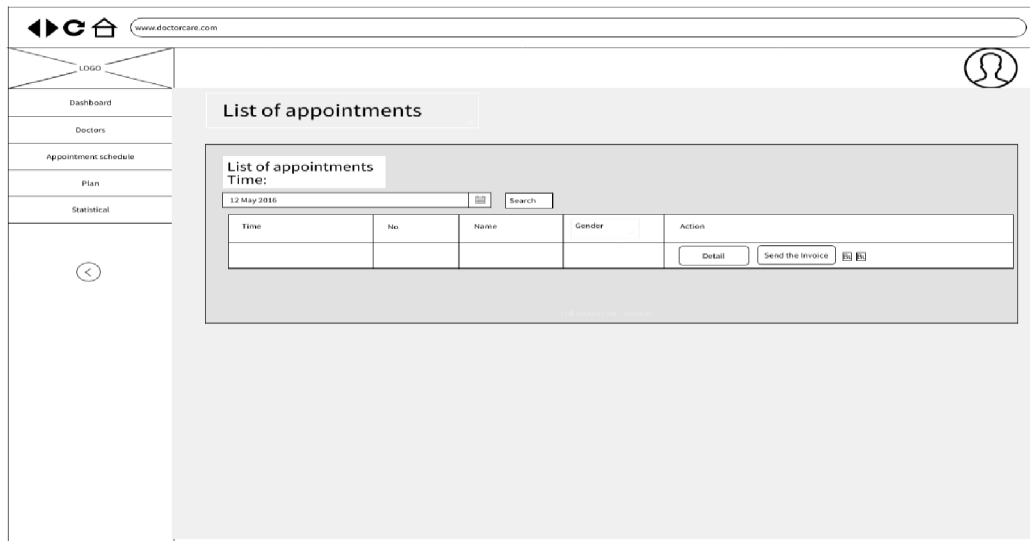 www.doctorcare.com
LOGO
Dashboard
Doctors
Appointment schedule
Plan
Statistical
List of appointments
List of appointments
Time:
12 May 2016
Search
Time No Name Gender Action
Detail Send the Invoice